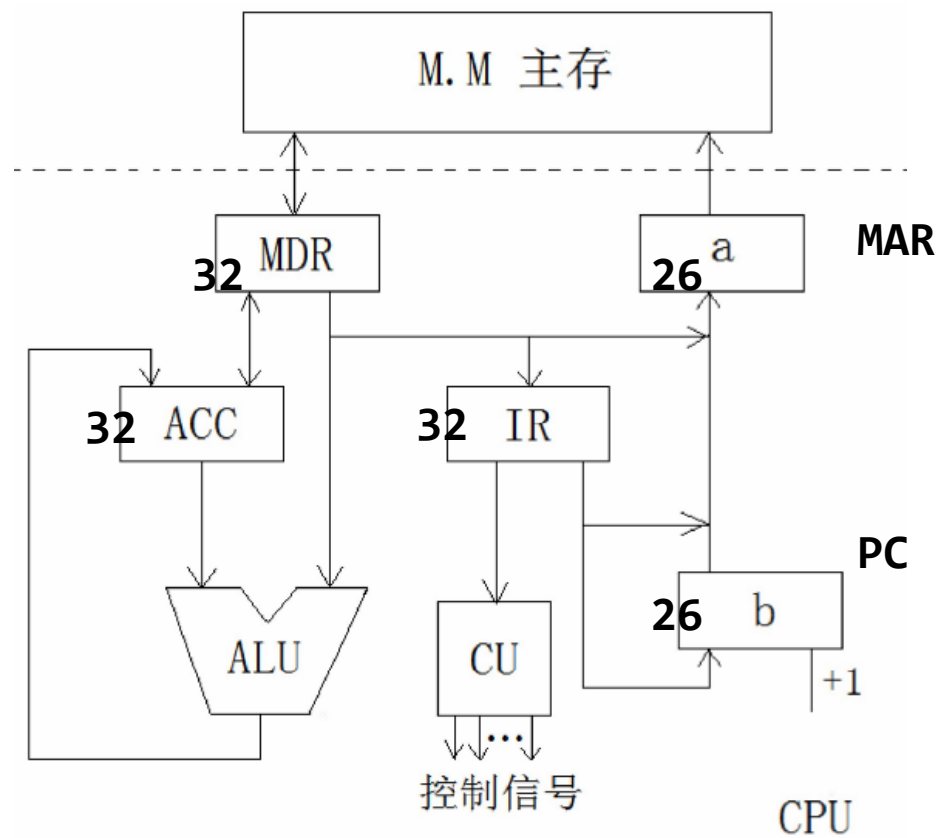 M.M 主存
MDR
32
a
26
MAR
ACC
32
IR
32
PC
b
26
+1
ALU
CU
...
控制信号
CPU